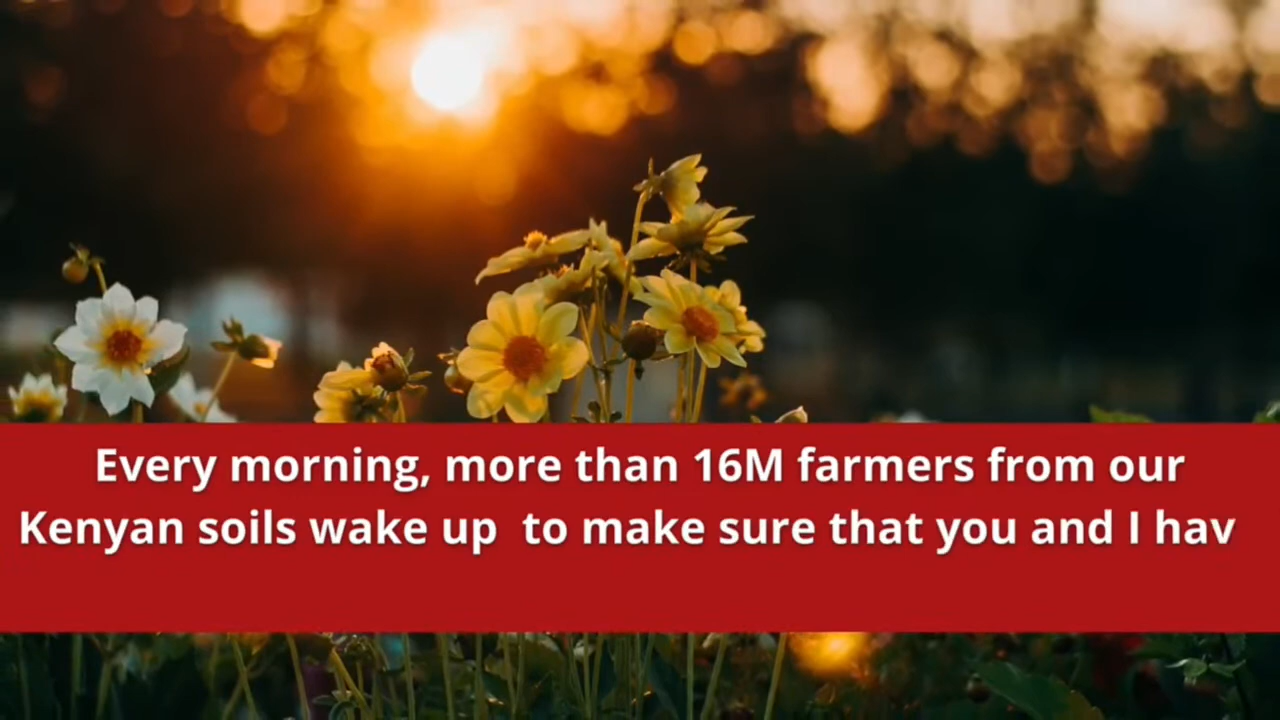 Every morning, more than 16M farmers from our
Kenyan soils wake up  to make sure that you and I hav